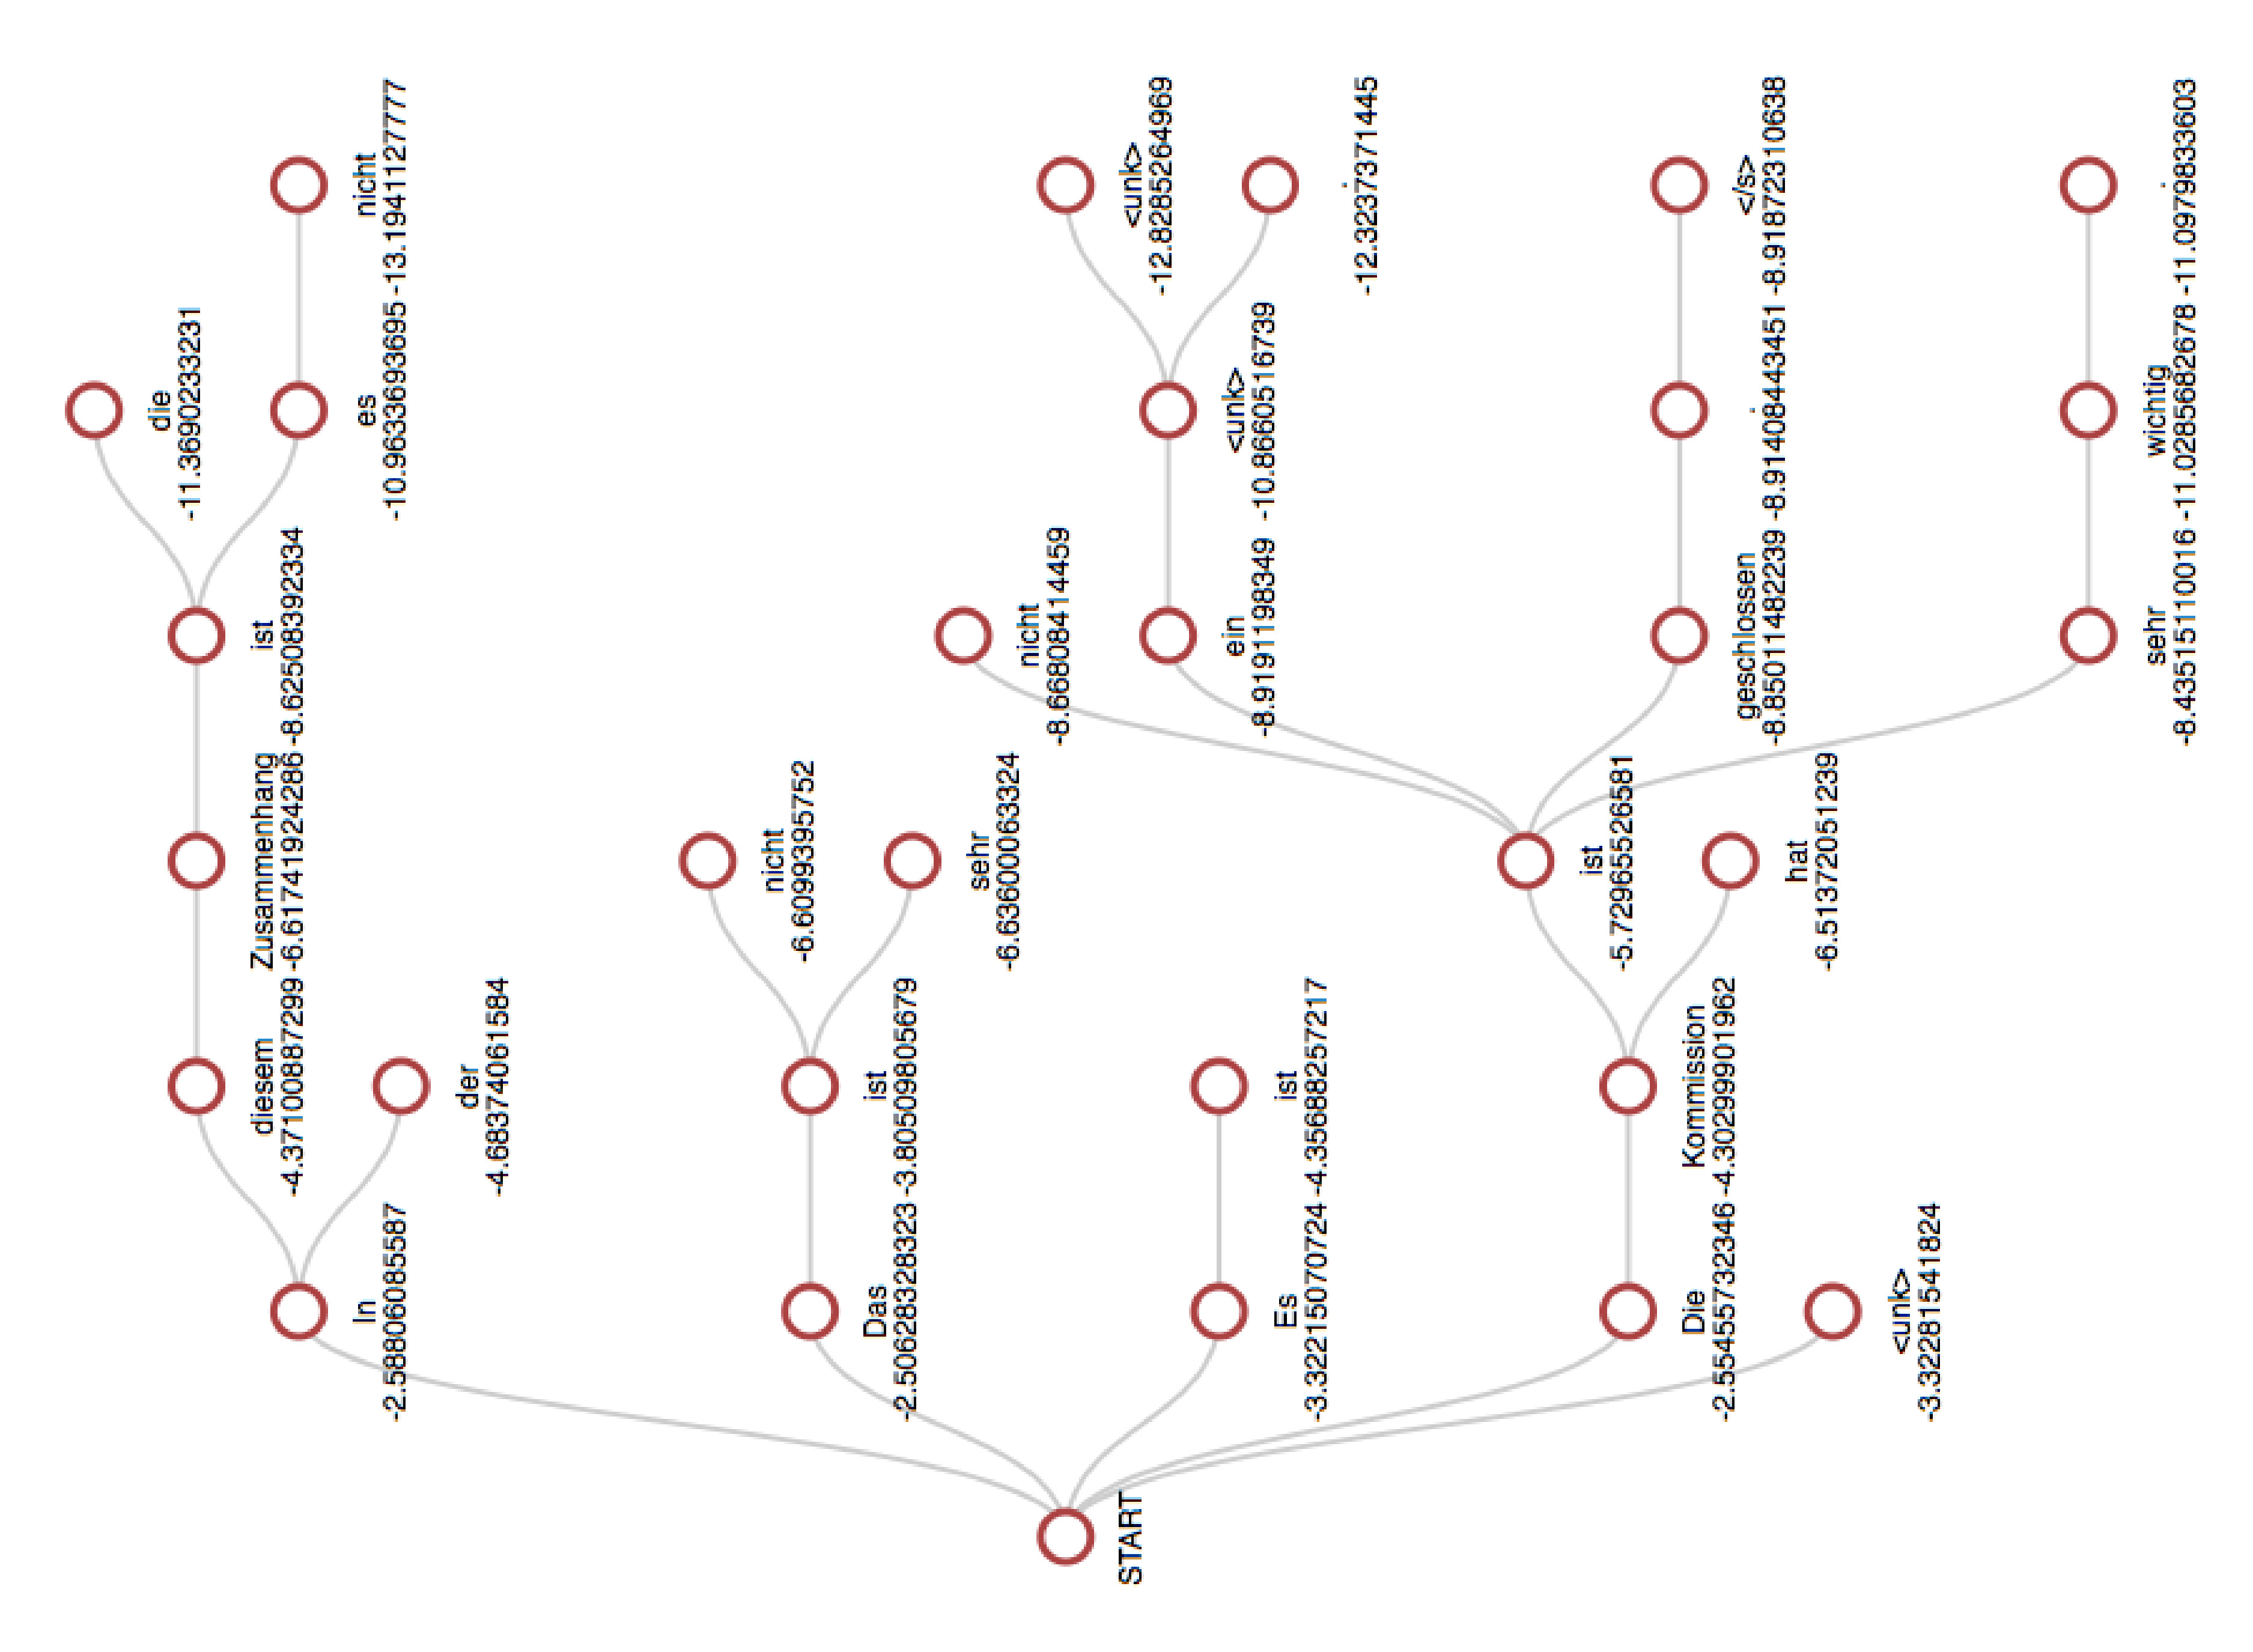 die
-11.3690233231
diesem
-4.37100887299
Zusammenhang
-6.61741924286
ist
-8.62508392334
In
-2.58806085587
es
-10.9633693695
nicht
-13.1941127777
der
-4.68374061584
nicht
-6.6099395752
Das
-2.50628328323
ist
-3.80509805679
sehr
-6.63600063324
nicht
-8.66808414459
START
<unk>
-12.8285264969
ein
-8.9191198349
<unk>
-10.8660516739
Es
-3.32215070724
ist
-4.35688257217
.
-12.3237371445
ist
-5.72965526581
Die
-2.55455732346
Kommission
-4.30299901962
geschlossen
-8.85011482239
.
-8.91408443451
</s>
-8.91872310638
hat
-6.51372051239
<unk>
-3.32281541824
sehr
-8.43515110016
wichtig
-11.0285682678
.
-11.0979833603